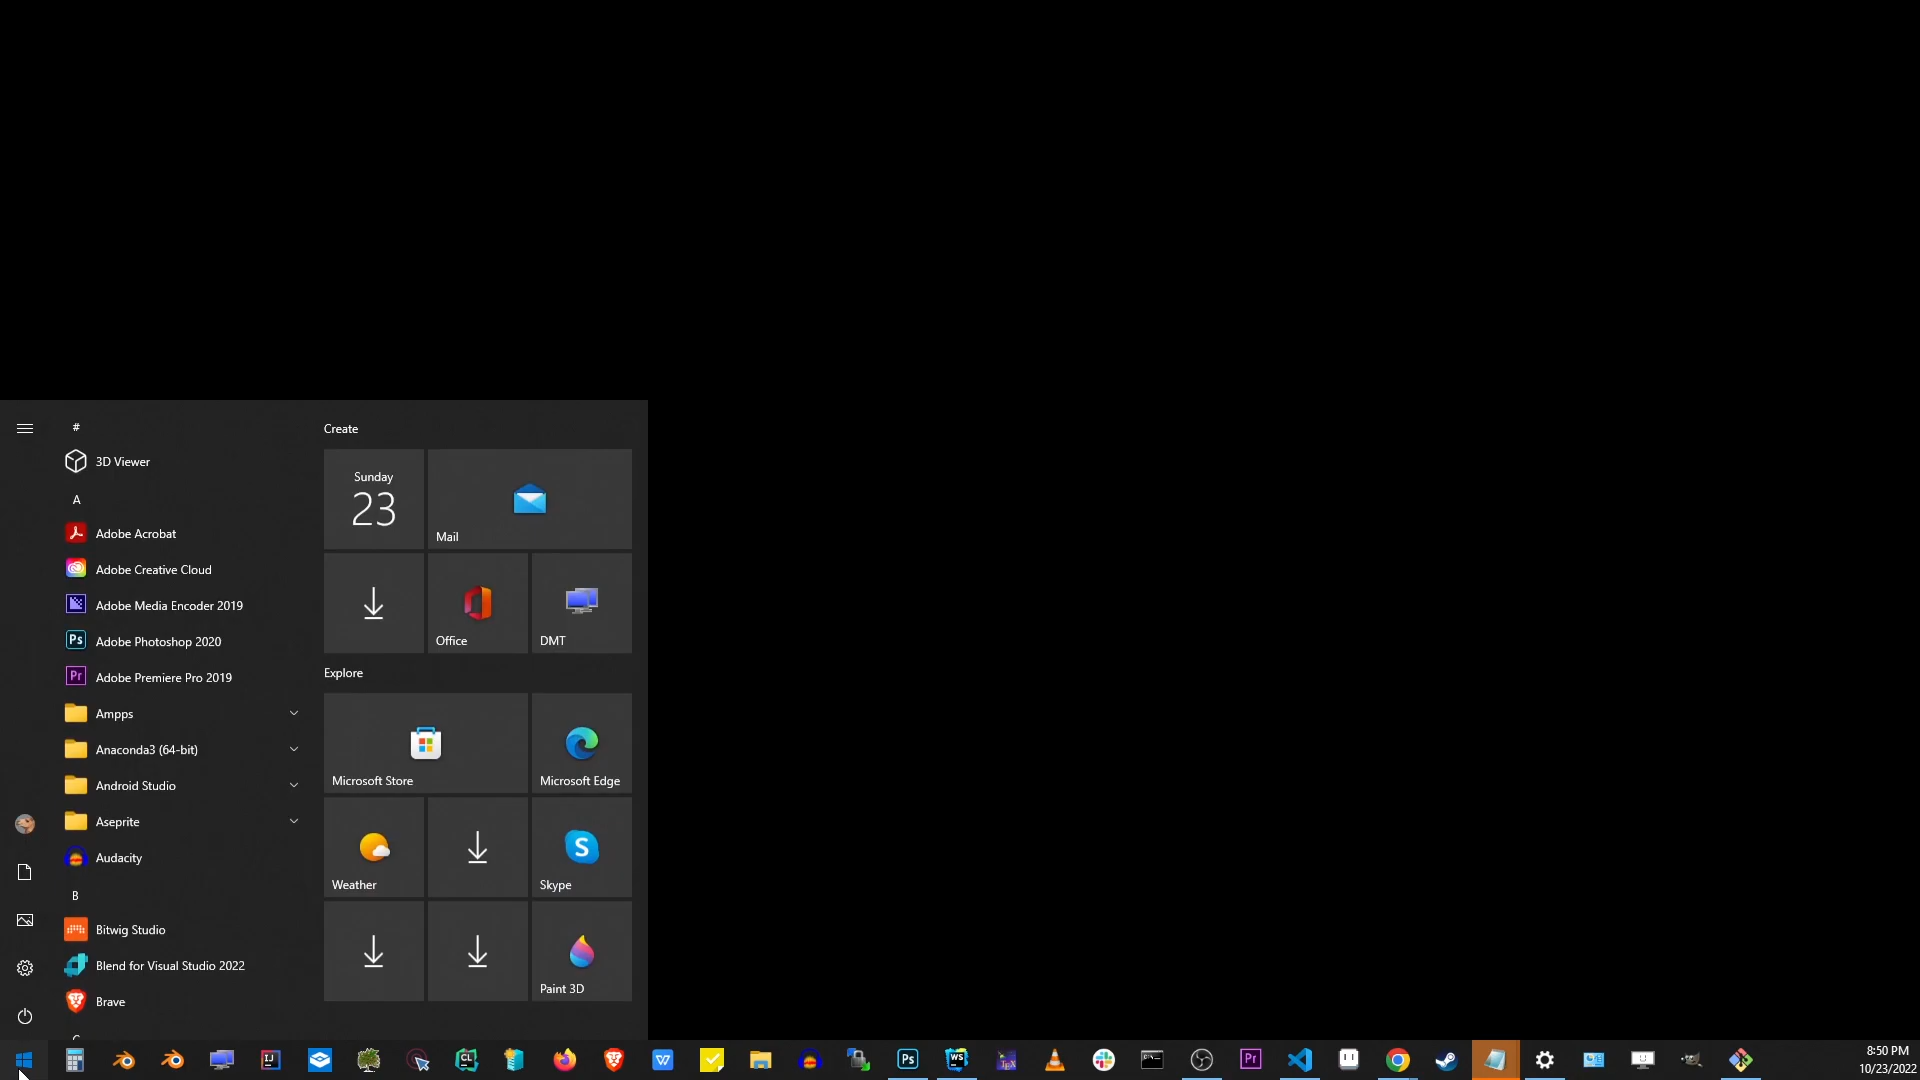 #
3D Viewer
A
Adobe Acrobat
Adobe Creative Cloud
Adobe Media Encoder 2019
Adobe Photoshop 2020
Adobe Premiere Pro 2019
Ampps
Anaconda3 (64-bit)
Android Studio
Aseprite
Audacity
B
Bitwig Studio
Blend for Visual Studio 2022
Brave
Create
Sunday
23
Mail
Office
DMT
Explore
Microsoft Store
Microsoft Edge
Weather
Skype
Paint 3D
8:50 PM
10/23/2022